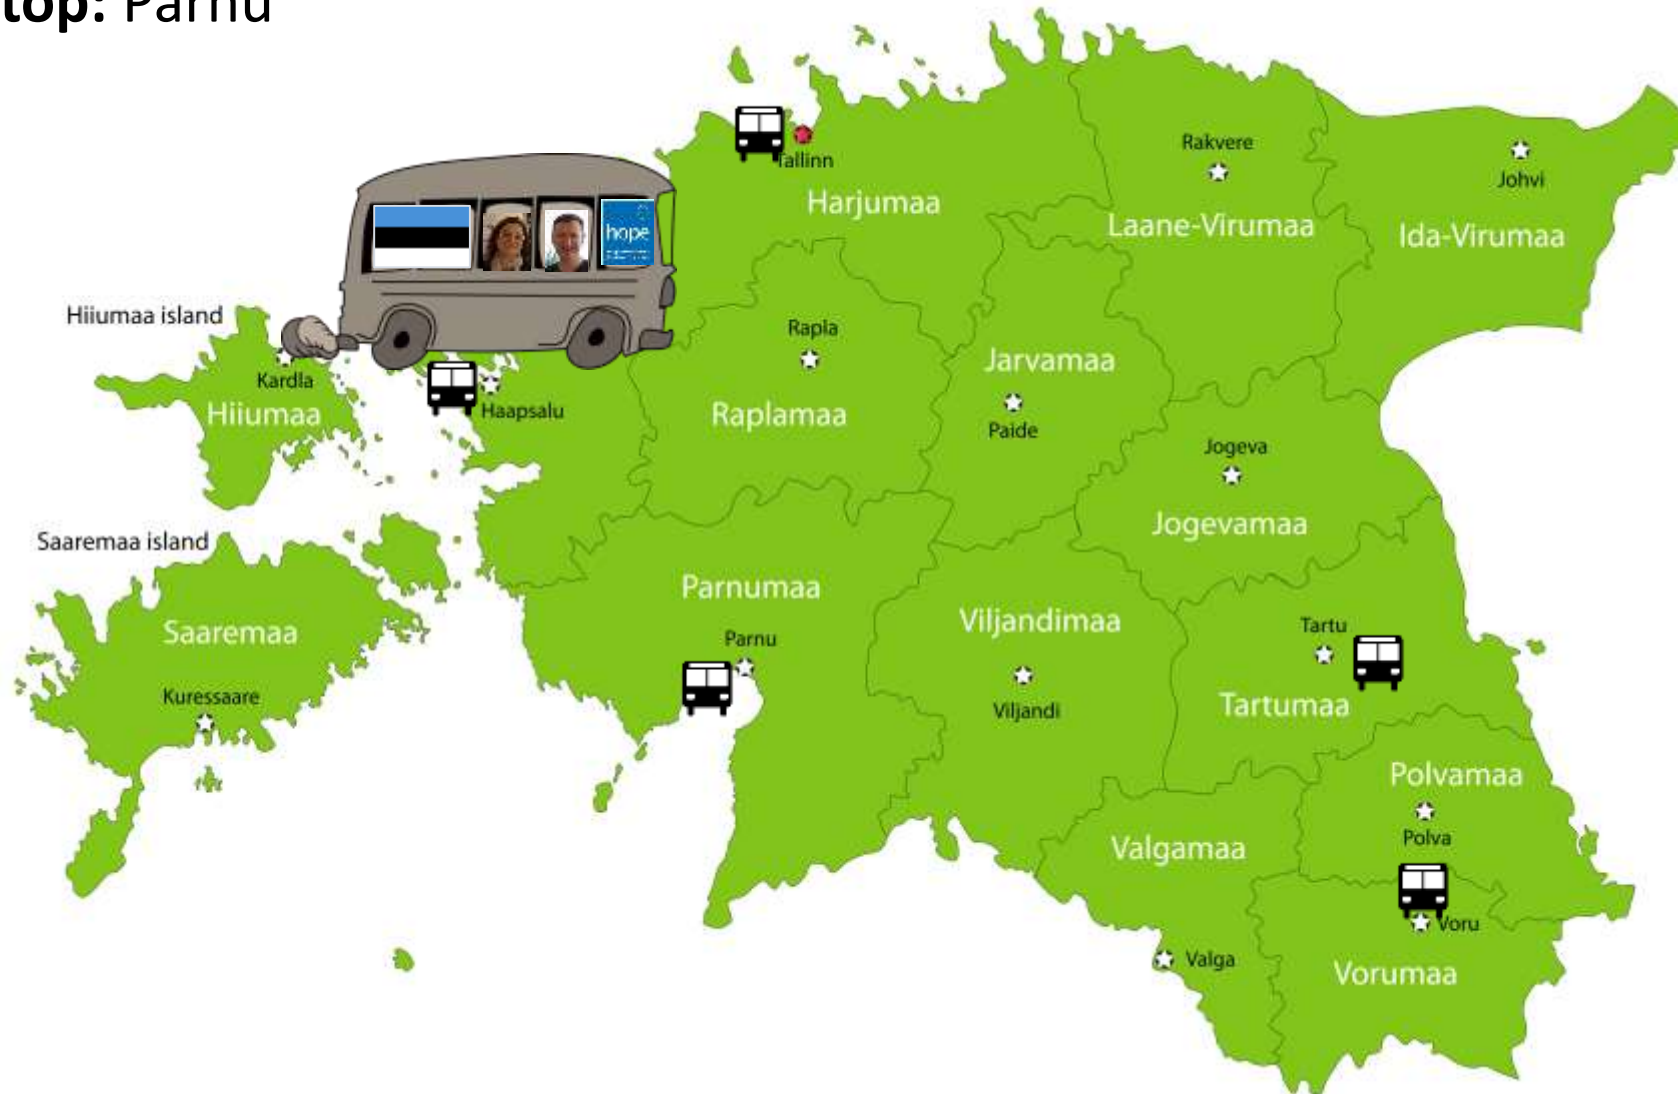 top: Parnu
Tallinn
Harjumaa
Rakvere
Laane-Virumaa
Johvi
Ida-Virumaa
hope
Hiiumaa island
Kardla
Hiiumaa
Haapsalu
Rapla
Raplamaa
Jarvamaa
Paide
Jogeva
Jogevamaa
Saaremaa island
Saaremaa
Kuressaare
Parnumaa
Parnu
Viljandimaa
Viljandi
Tartu
Tartumaa
Polvamaa
Polva
Valgamaa
Valga
Voru
Vorumaa